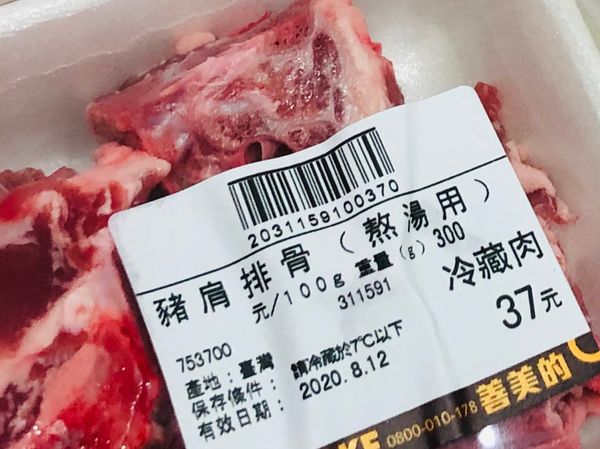 2031159100370
豬肩排骨（熬湯用）
元/100g 重量(g) 300
311591
冷藏肉
37元
753700
產地：臺灣
保存條件： 請冷藏於7℃以下
有效日期： 2020.8.12
0800-010-178
善美的